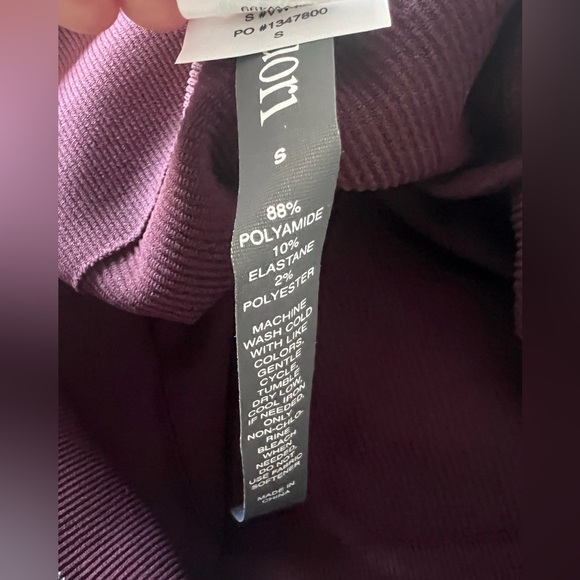 PO #1347800
S
S
88%
POLYAMIDE
10%
ELASTANE
2%
POLYESTER
MACHINE
WASH COLD
WITH LIKE
COLORS.
GENTLE
CYCLE.
TUMBLE
DRY LOW.
COOL IRON
IF NEEDED.
ONLY
NON-CHLO-
RINE
BLEACH
WHEN
NEEDED.
DO NOT
USE FABRIC
SOFTENER
MADE IN
CHINA